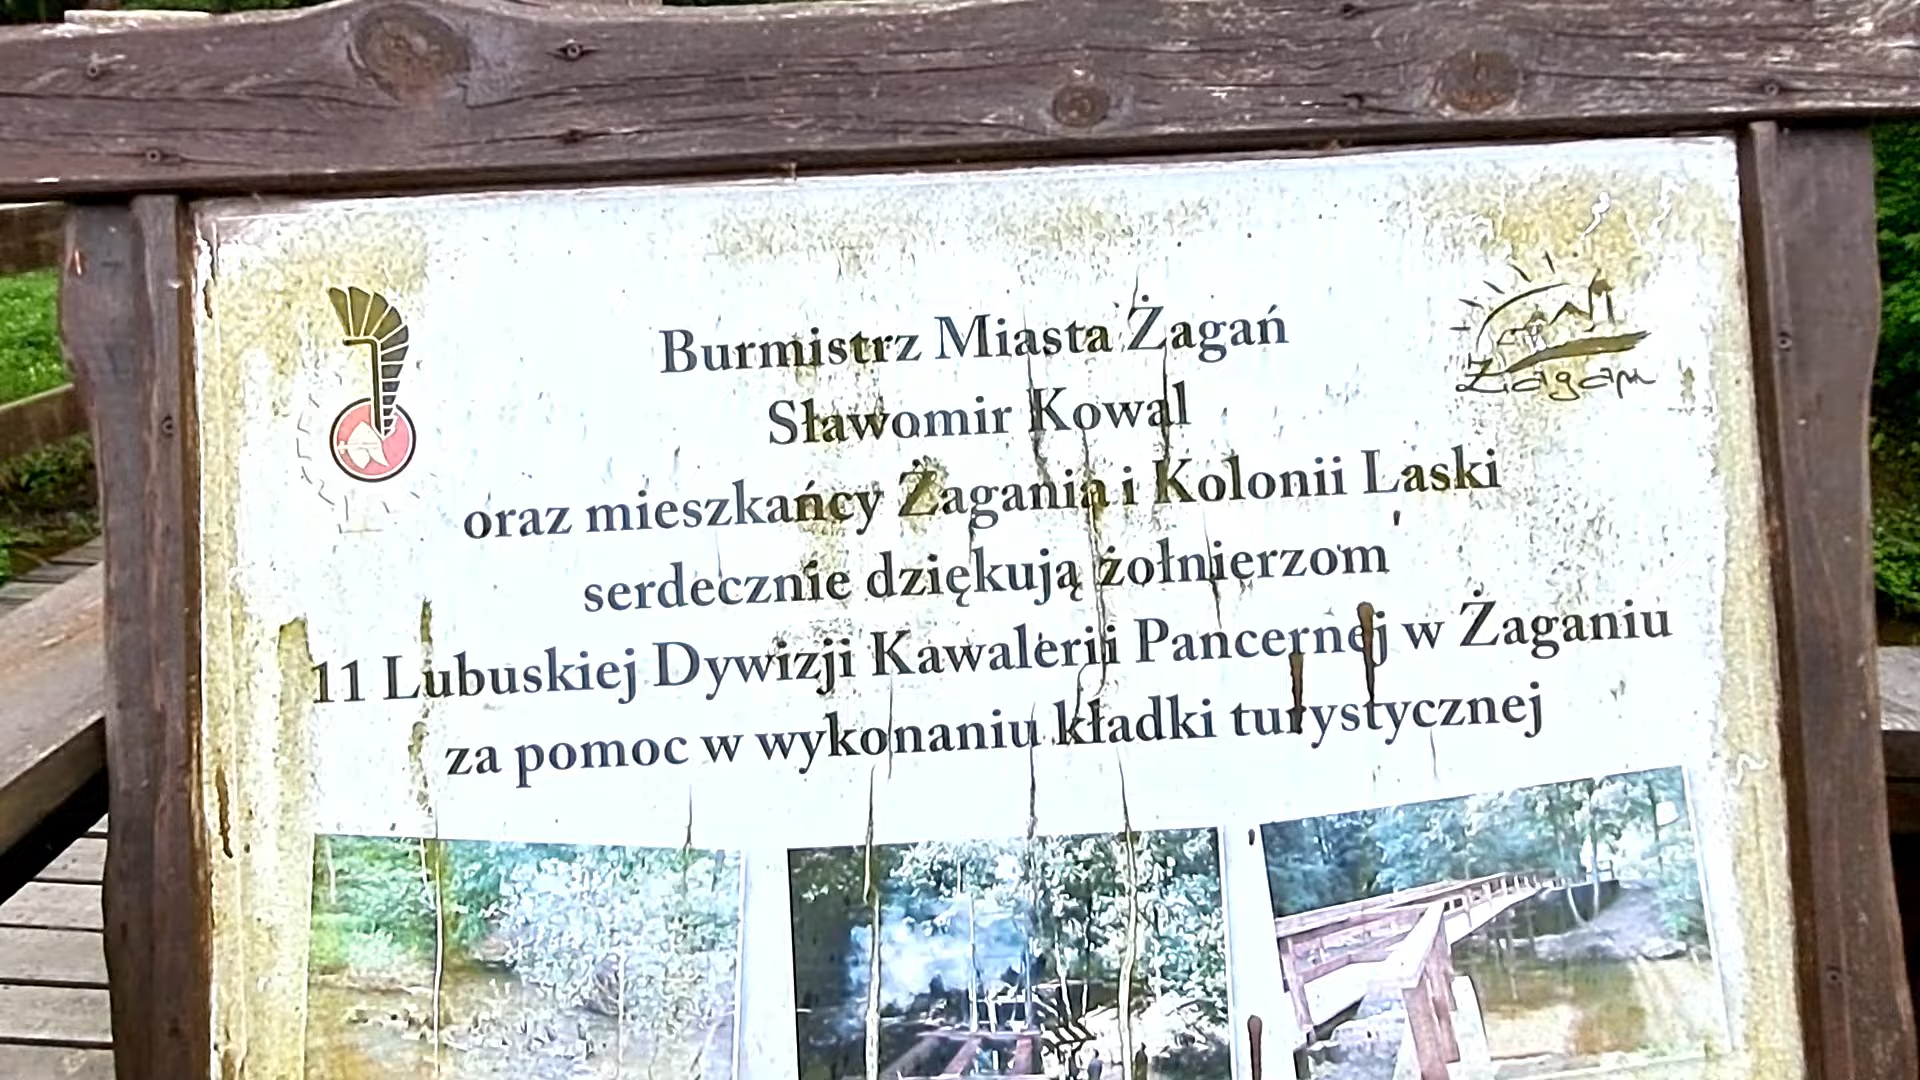 Burmistrz Miasta Żagań
Żagań
Sławomir Kowal
oraz mieszkańcy Żagania i Kolonii Laski
serdecznie dziękują żołnierzom
11 Lubuskiej Dywizji Kawalerii Pancernej w Żaganiu
za pomoc w wykonaniu kładki turystycznej